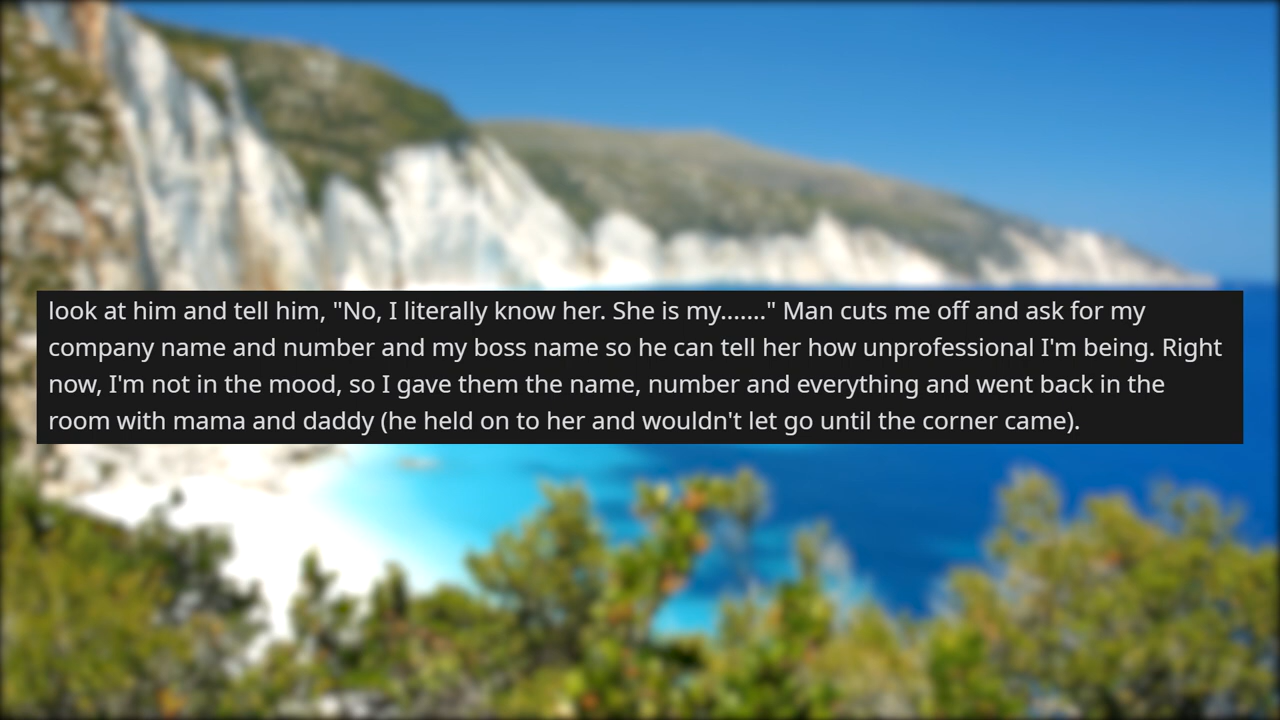 look at him and tell him, "No, I literally know her. She is my......." Man cuts me off and ask for my
company name and number and my boss name so he can tell her how unprofessional I'm being. Right
now, I'm not in the mood, so I gave them the name, number and everything and went back in the
room with mama and daddy (he held on to her and wouldn't let go until the corner came).